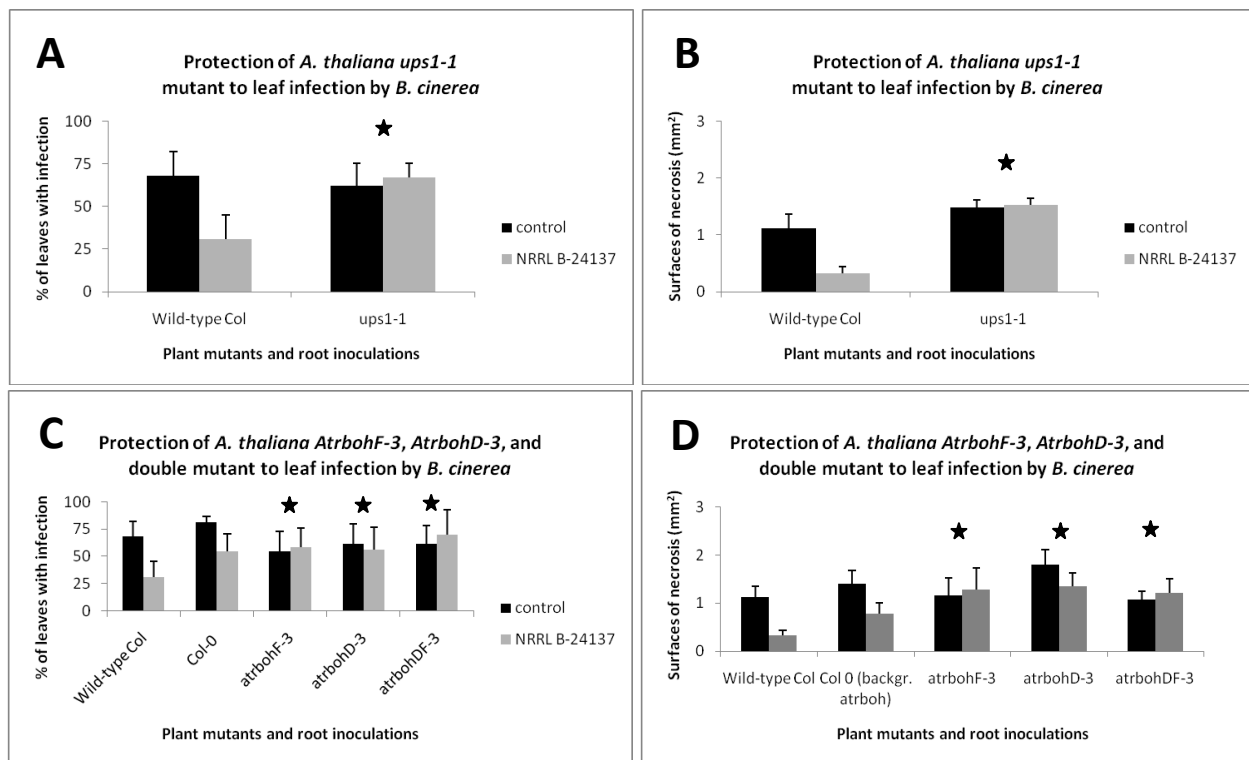 A
Protection of A. thaliana ups1-1
mutant to leaf infection by B. cinerea
% of leaves with infection
100
75
50
25
0
Wild-type Col
ups1-1
control
NRRL B-24137
Plant mutants and root inoculations
B
Protection of A. thaliana ups1-1
mutant to leaf infection by B. cinerea
Surfaces of necrosis (mm²)
3
2
1
0
Wild-type Col
ups1-1
control
NRRL B-24137
Plant mutants and root inoculations
C
Protection of A. thaliana AtrbohF-3, AtrbohD-3, and
double mutant to leaf infection by B. cinerea
% of leaves with infection
100
75
50
25
0
Wild-type Col
Col-0
atrbohF-3
atrbohD-3
atrbohDF-3
control
NRRL B-24137
Plant mutants and root inoculations
D
Protection of A. thaliana AtrbohF-3, AtrbohD-3, and
double mutant to leaf infection by B. cinerea
Surfaces of necrosis (mm²)
3
2
1
0
Wild-type Col
Col 0 (backgr.
atrboh)
atrbohF-3
atrbohD-3
atrbohDF-3
Plant mutants and root inoculations